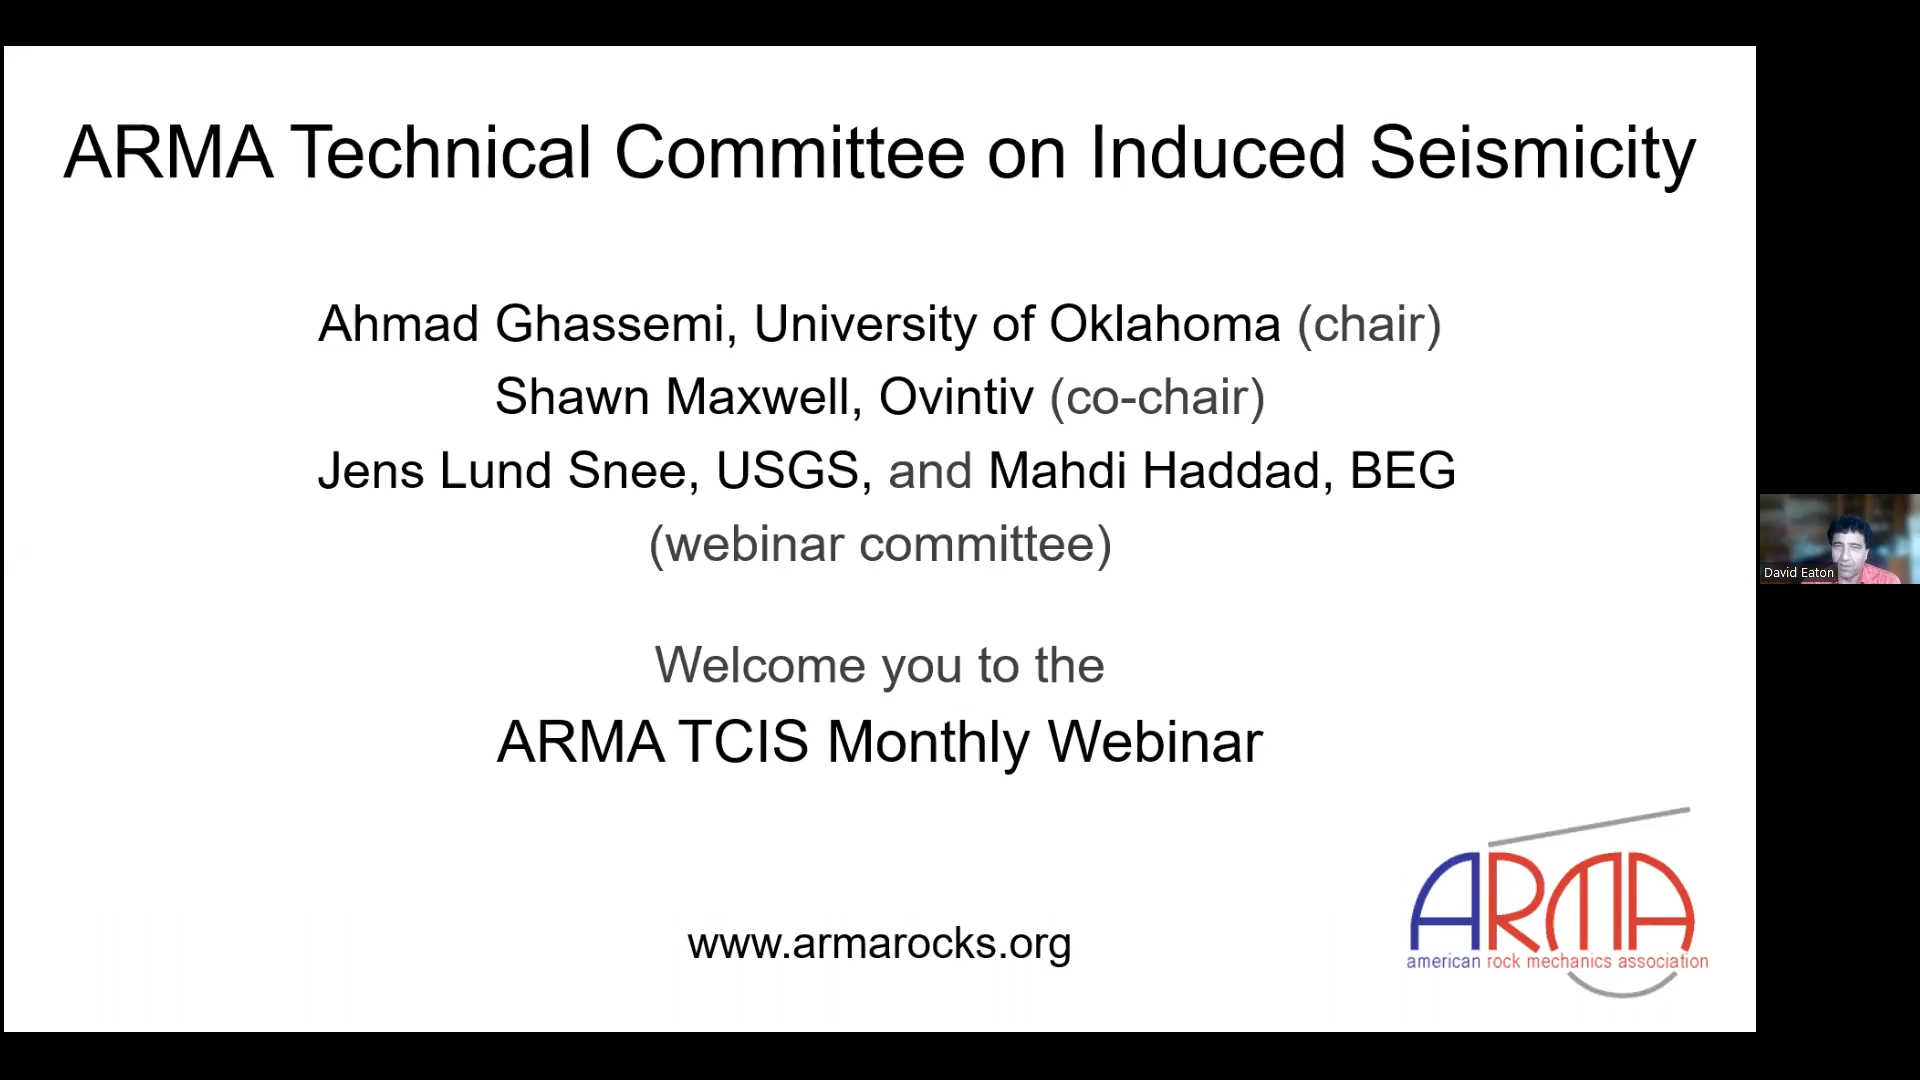 ARMA Technical Committee on Induced Seismicity
Ahmad Ghassemi, University of Oklahoma (chair)
Shawn Maxwell, Ovintiv (co-chair)
Jens Lund Snee, USGS, and Mahdi Haddad, BEG
(webinar committee)
David Eaton
Welcome you to the
ARMA TCIS Monthly Webinar
www.armarocks.org
ARMA
american rock mechanics association